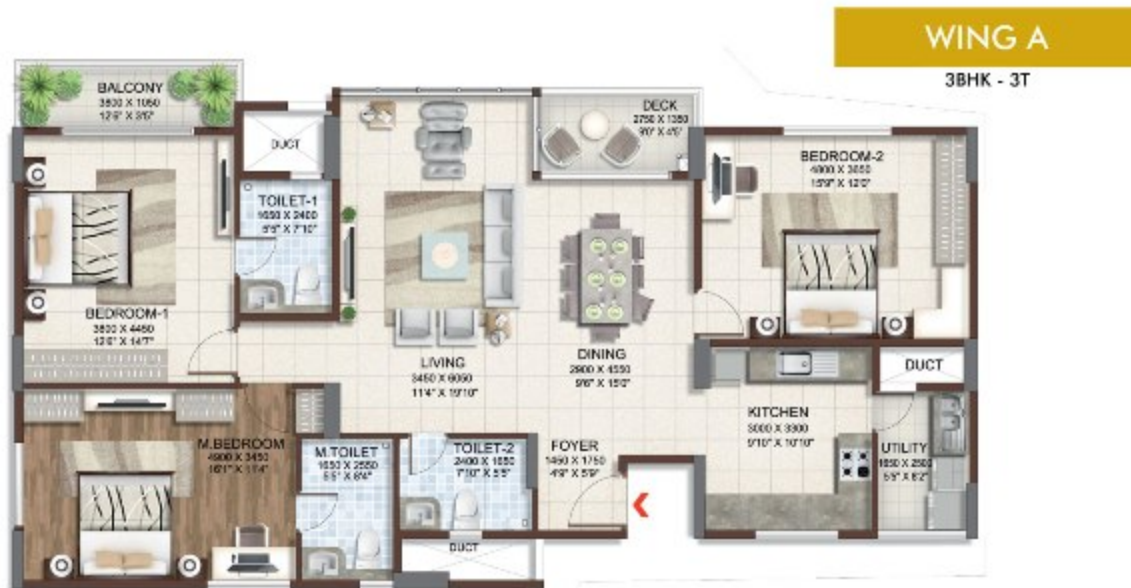 WING A
3BHK - 3T
BALCONY
3800 X 1050
12'6" X 3'5"
DUCT
DECK
2750 X 1350
9'0" X 4'5"
BEDROOM-2
4800 X 3650
15'9" X 12'0"
TOILET-1
1650 X 2400
5'5" X 7'10"
BEDROOM-1
3800 X 4450
12'6" X 14'7"
LIVING
3450 X 6050
11'4" X 19'10"
DINING
2900 X 4550
9'6" X 15'0"
DUCT
KITCHEN
3000 X 3300
9'10" X 10'10"
M.BEDROOM
4900 X 3450
16'1" X 11'4"
M.TOILET
1650 X 2550
5'5" X 8'4"
TOILET-2
2400 X 1650
7'10" X 5'5"
FOYER
1450 X 1750
4'9" X 5'9"
UTILITY
1650 X 2500
5'5" X 8'2"
DUCT